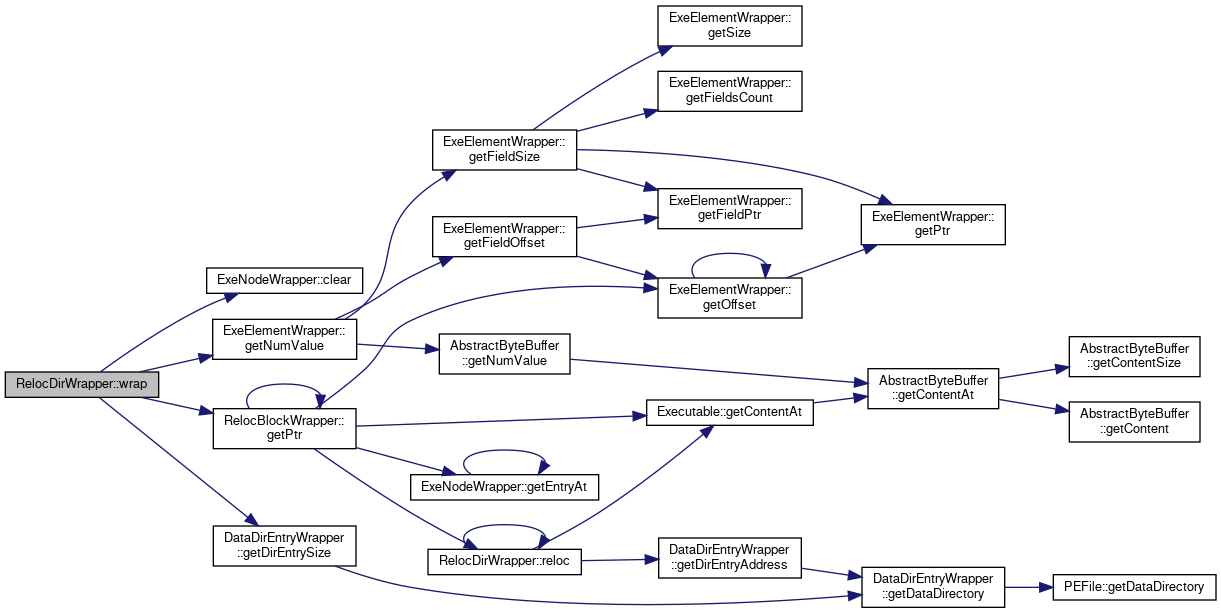 ExeElementWrapper::
getSize
ExeElementWrapper::
getFieldsCount
ExeElementWrapper::
getFieldSize
ExeElementWrapper::
getFieldPtr
ExeElementWrapper::
getPtr
ExeElementWrapper::
getFieldOffset
ExeNodeWrapper::clear
ExeElementWrapper::
getOffset
ExeElementWrapper::
getNumValue
AbstractByteBuffer
::getNumValue
AbstractByteBuffer
::getContentSize
RelocDirWrapper::wrap
AbstractByteBuffer
::getContentAt
RelocBlockWrapper::
getPtr
Executable::getContentAt
AbstractByteBuffer
::getContent
ExeNodeWrapper::getEntryAt
DataDirEntryWrapper
::getDirEntrySize
RelocDirWrapper::reloc
DataDirEntryWrapper
::getDirEntryAddress
DataDirEntryWrapper
::getDataDirectory
PEFile::getDataDirectory